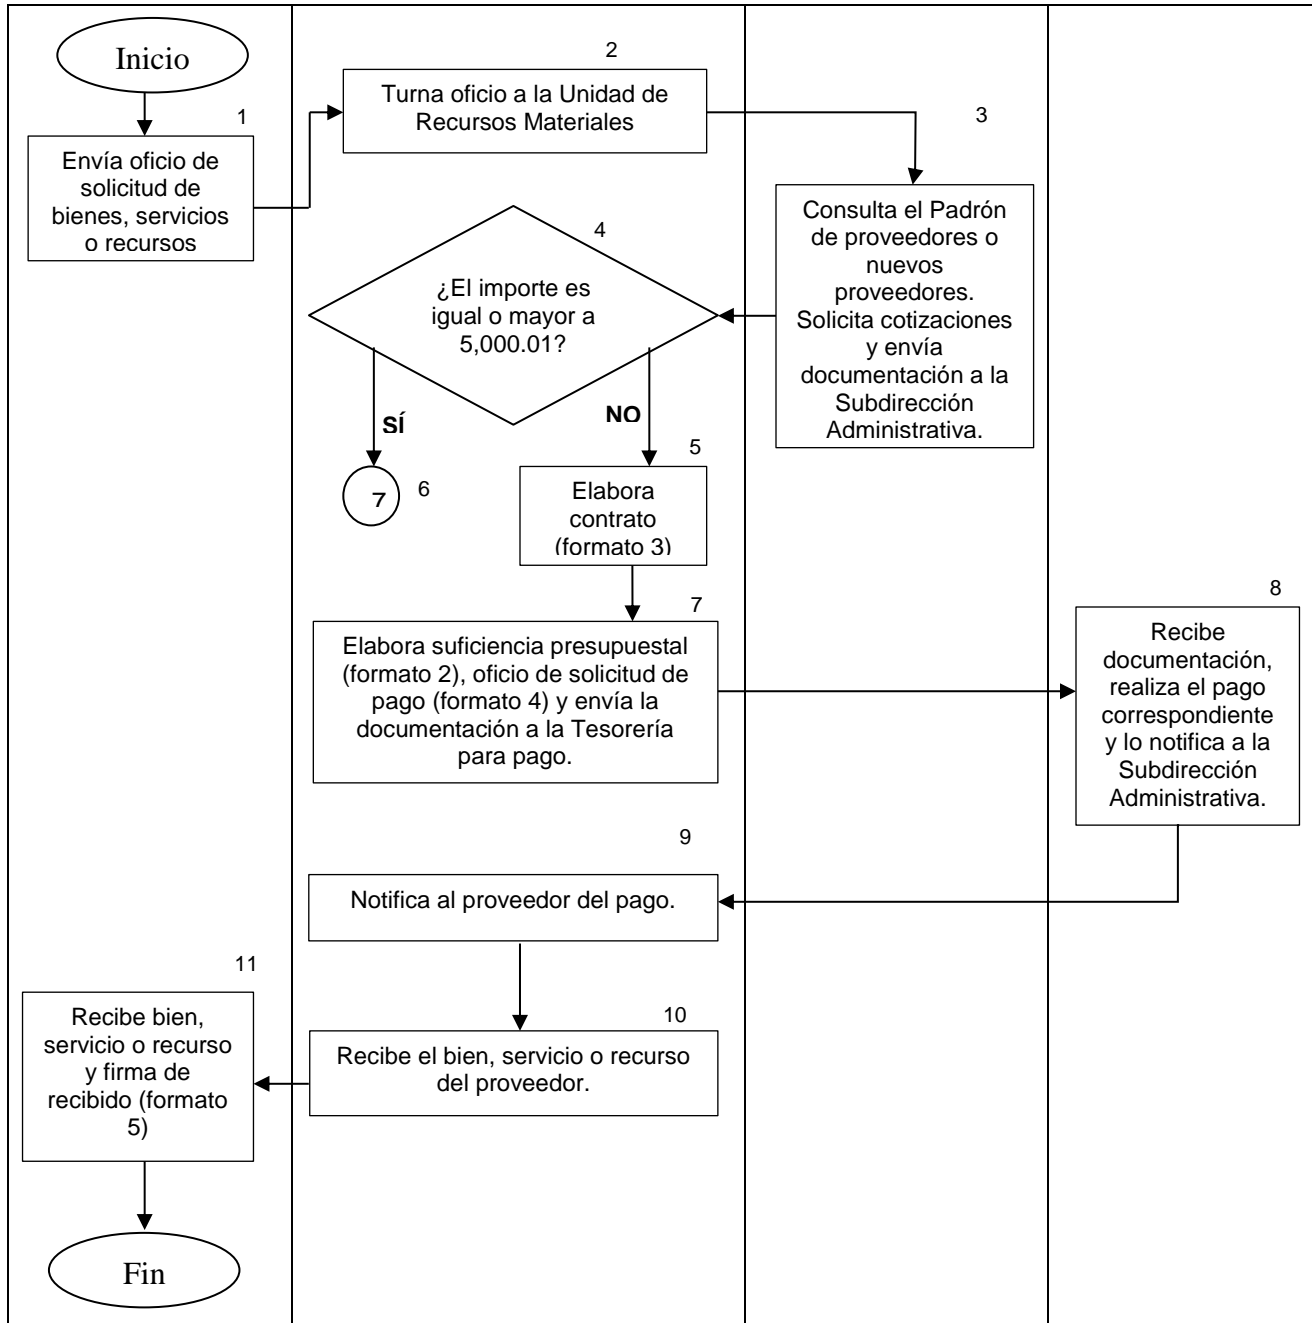 Inicio
1
Envía oficio de
solicitud de
bienes, servicios
o recursos
2
Turna oficio a la Unidad de
Recursos Materiales
3
Consulta el Padrón
de proveedores o
nuevos
proveedores.
Solicita cotizaciones
y envía
documentación a la
Subdirección
Administrativa.
4
¿El importe es
igual o mayor a
5,000.01?
SÍ
NO
7
6
5
Elabora
contrato
(formato 3)
7
Elabora suficiencia presupuestal
(formato 2), oficio de solicitud de
pago (formato 4) y envía la
documentación a la Tesorería
para pago.
8
Recibe
documentación,
realiza el pago
correspondiente
y lo notifica a la
Subdirección
Administrativa.
9
Notifica al proveedor del pago.
10
Recibe el bien, servicio o recurso
del proveedor.
11
Recibe bien,
servicio o recurso
y firma de
recibido (formato
5)
Fin